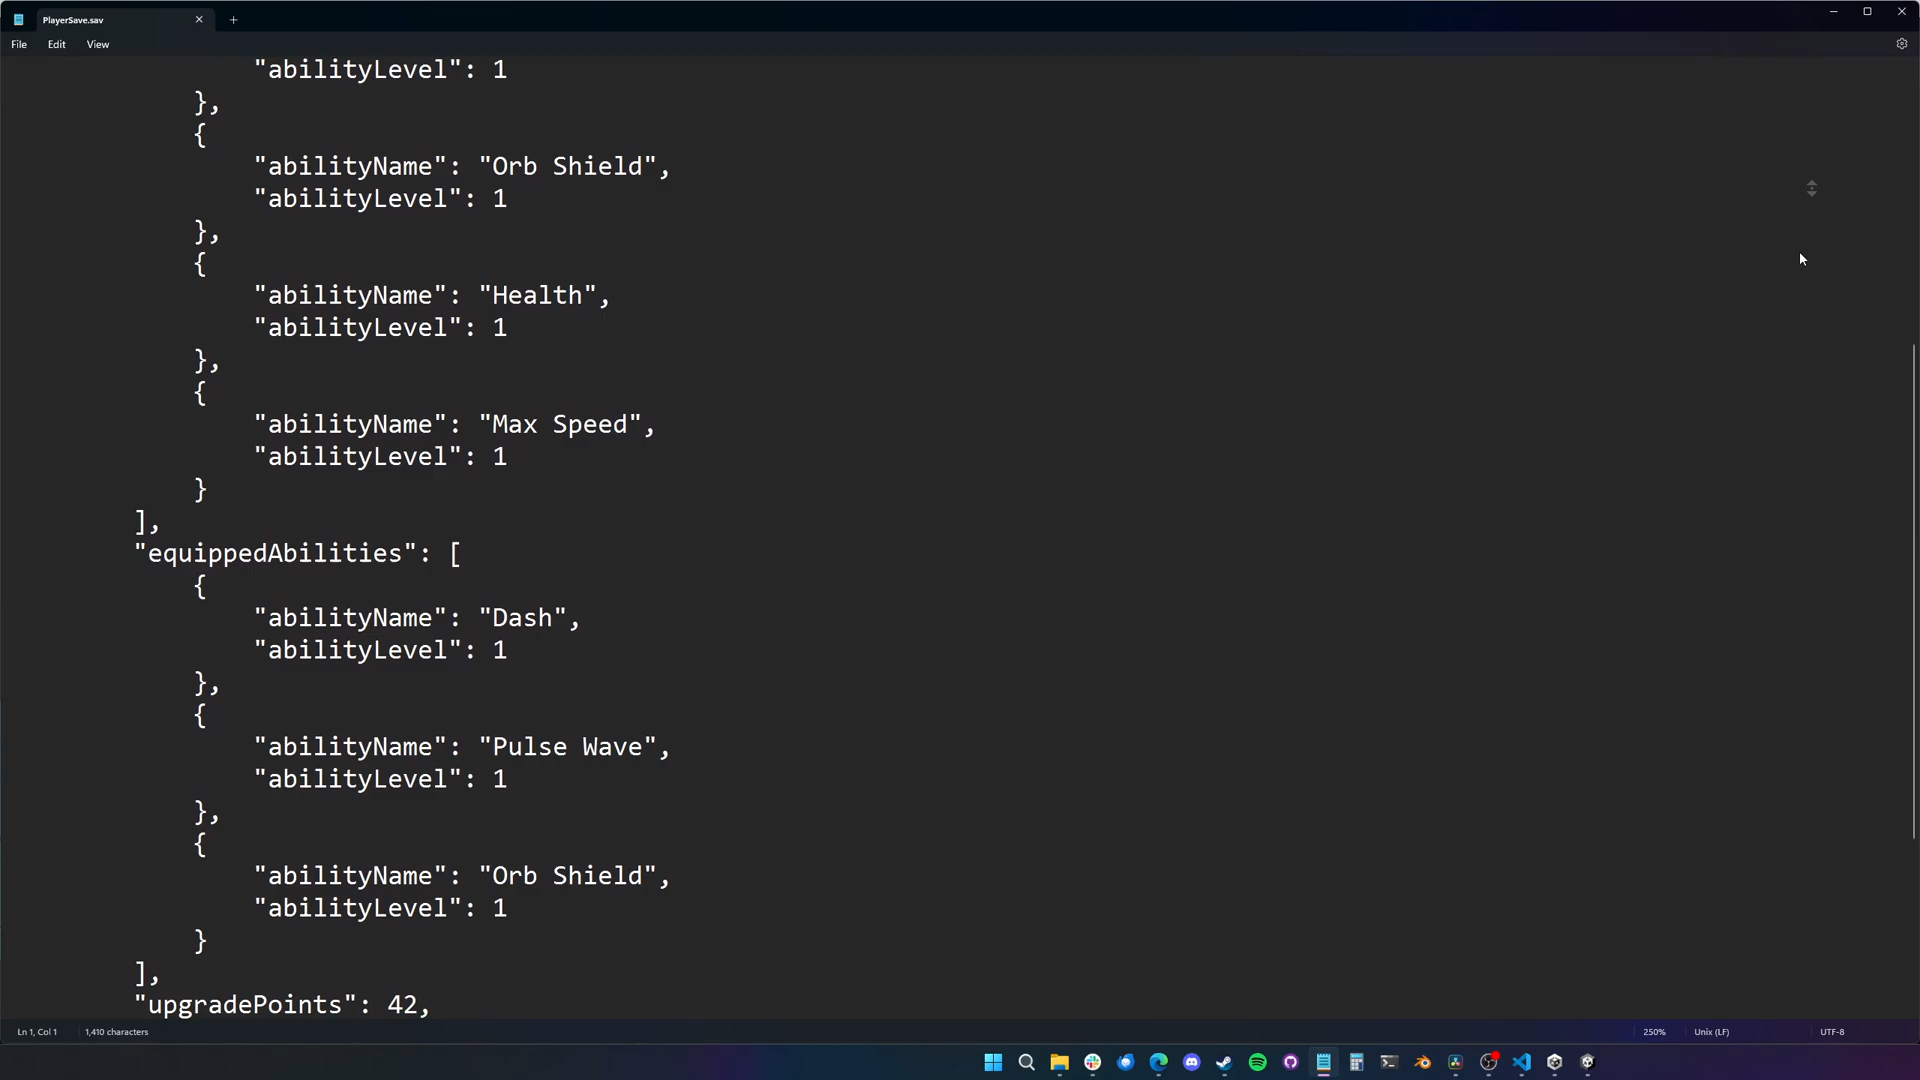 PlayerSave.sav
File Edit View
"abilityLevel": 1
},
{
"abilityName": "Orb Shield",
"abilityLevel": 1
},
{
"abilityName": "Health",
"abilityLevel": 1
},
{
"abilityName": "Max Speed",
"abilityLevel": 1
}
],
"equippedAbilities": [
{
"abilityName": "Dash",
"abilityLevel": 1
},
{
"abilityName": "Pulse Wave",
"abilityLevel": 1
},
{
"abilityName": "Orb Shield",
"abilityLevel": 1
}
],
"upgradePoints": 42,
Ln 1, Col 1 1,410 characters 250% Unix (LF) UTF-8